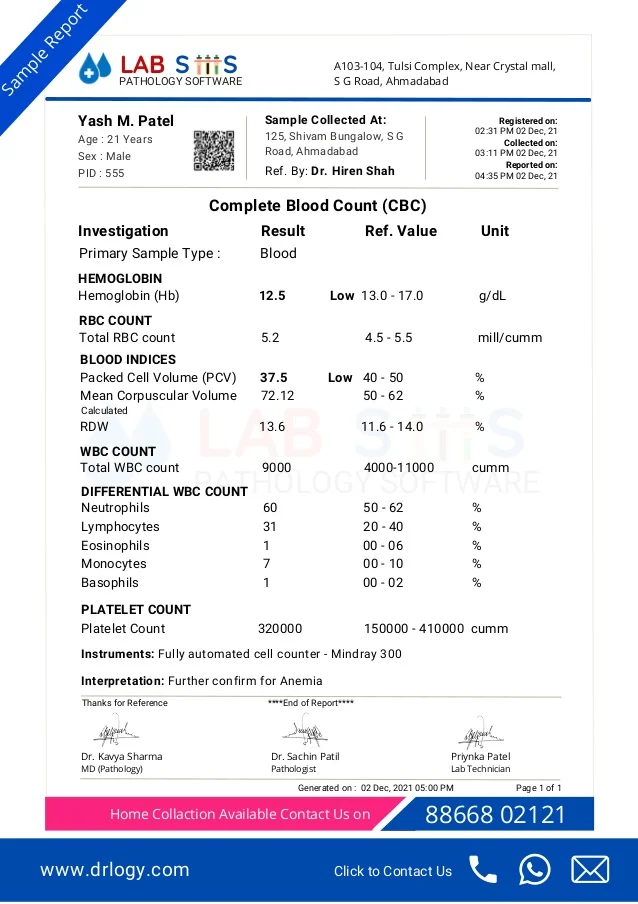 Sample Report
LAB SIIIS
PATHOLOGY SOFTWARE
A103-104, Tulsi Complex, Near Crystal mall,
S G Road, Ahmadabad
Yash M. Patel
Age : 21 Years
Sex : Male
PID : 555
Sample Collected At:
125, Shivam Bungalow, S G
Road, Ahmadabad
Ref. By: Dr. Hiren Shah
Registered on:
02:31 PM 02 Dec, 21
Collected on:
03:11 PM 02 Dec, 21
Reported on:
04:35 PM 02 Dec, 21
Complete Blood Count (CBC)
Investigation Result Ref. Value Unit
Primary Sample Type : Blood
HEMOGLOBIN
Hemoglobin (Hb) 12.5 Low 13.0 - 17.0 g/dL
RBC COUNT
Total RBC count 5.2 4.5 - 5.5 mill/cumm
BLOOD INDICES
Packed Cell Volume (PCV) 37.5 Low 40 - 50 %
Mean Corpuscular Volume 72.12 50 - 62 %
Calculated
RDW 13.6 11.6 - 14.0 %
LAB SIIIS
PATHOLOGY SOFTWARE
WBC COUNT
Total WBC count 9000 4000-11000 cumm
DIFFERENTIAL WBC COUNT
Neutrophils 60 50 - 62 %
Lymphocytes 31 20 - 40 %
Eosinophils 1 00 - 06 %
Monocytes 7 00 - 10 %
Basophils 1 00 - 02 %
PLATELET COUNT
Platelet Count 320000 150000 - 410000 cumm
Instruments: Fully automated cell counter - Mindray 300
Interpretation: Further confirm for Anemia
Thanks for Reference ****End of Report****
Dr. Kavya Sharma Dr. Sachin Patil Priynka Patel
MD (Pathology) Pathologist Lab Technician
Generated on : 02 Dec, 2021 05:00 PM Page 1 of 1
Home Collaction Available Contact Us on 88668 02121
www.drlogy.com Click to Contact Us